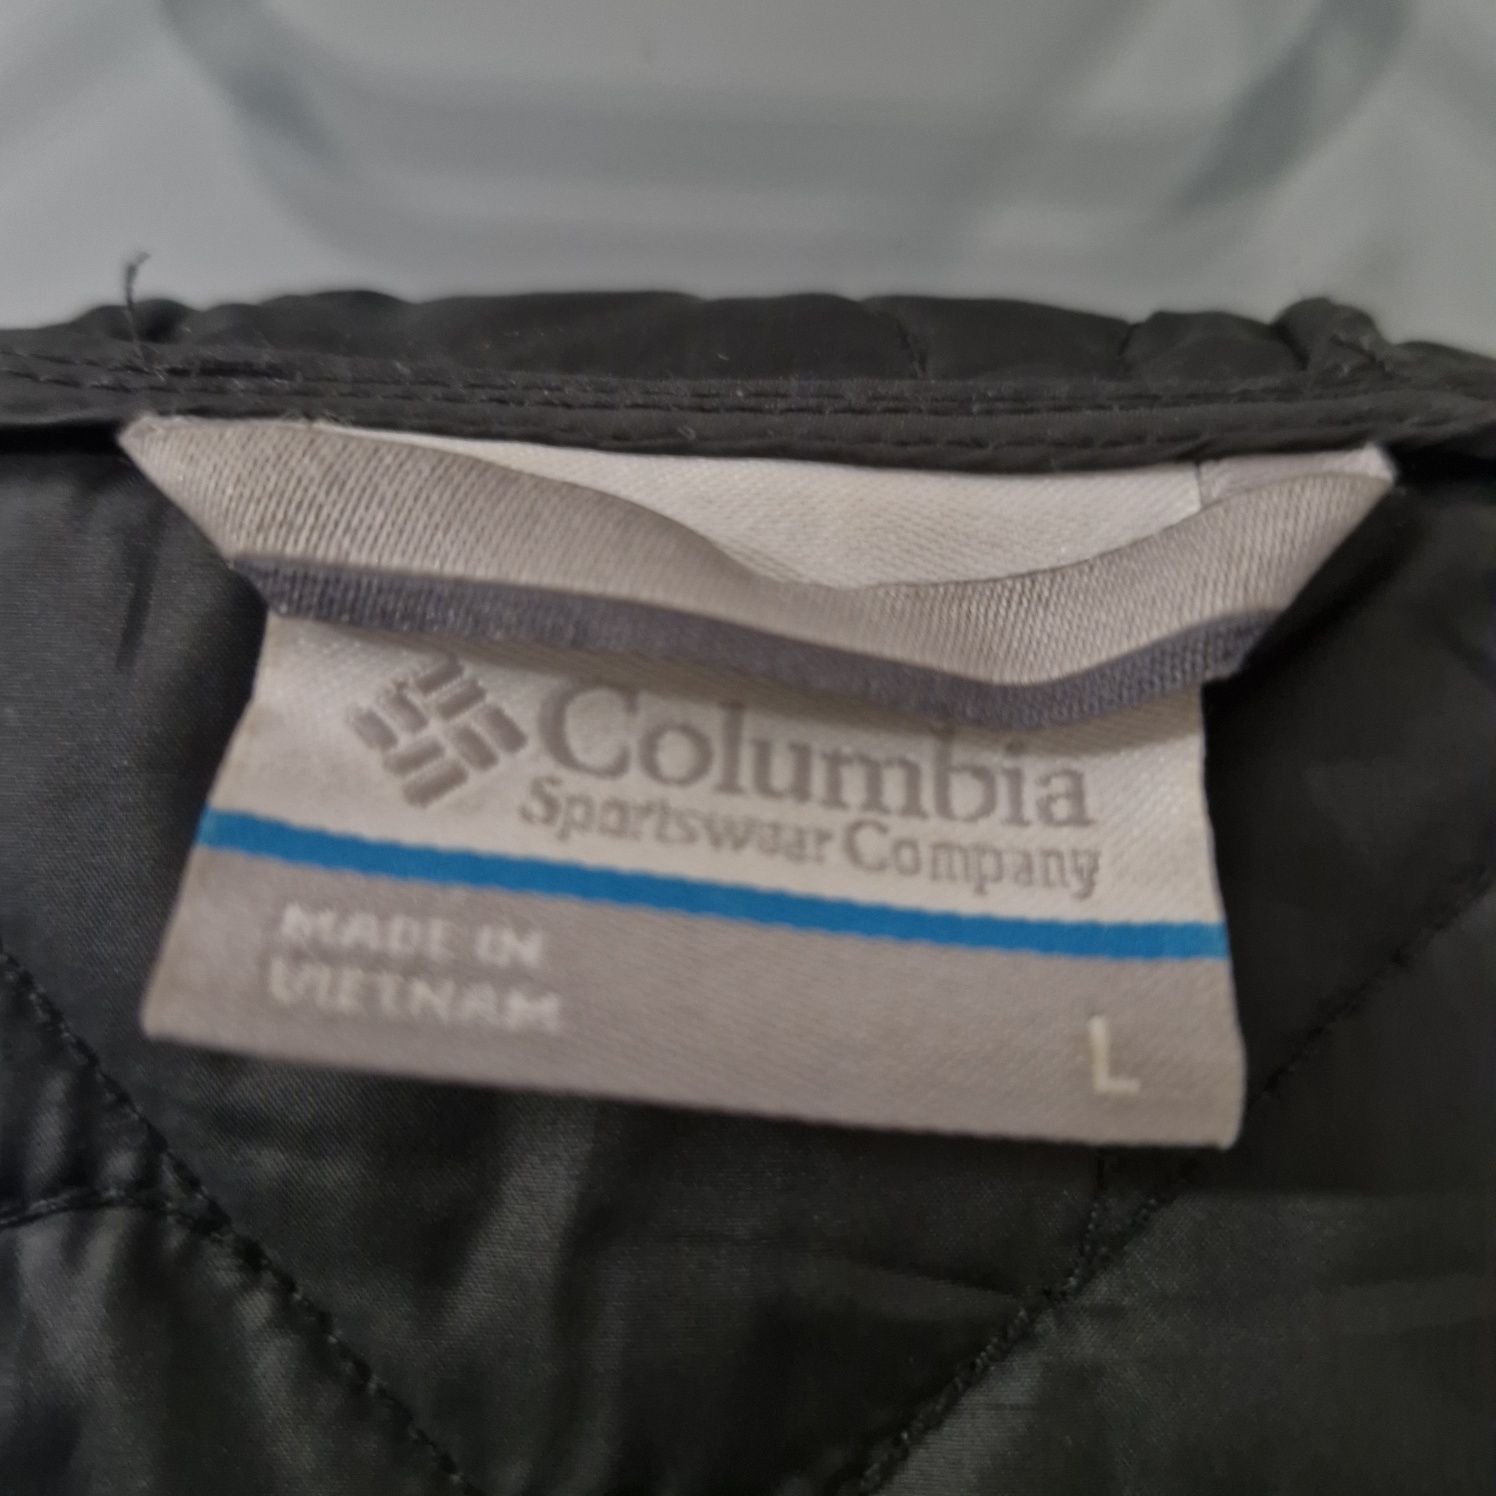 Columbia
Sportswear Company
MADE IN
VIETNAM
L